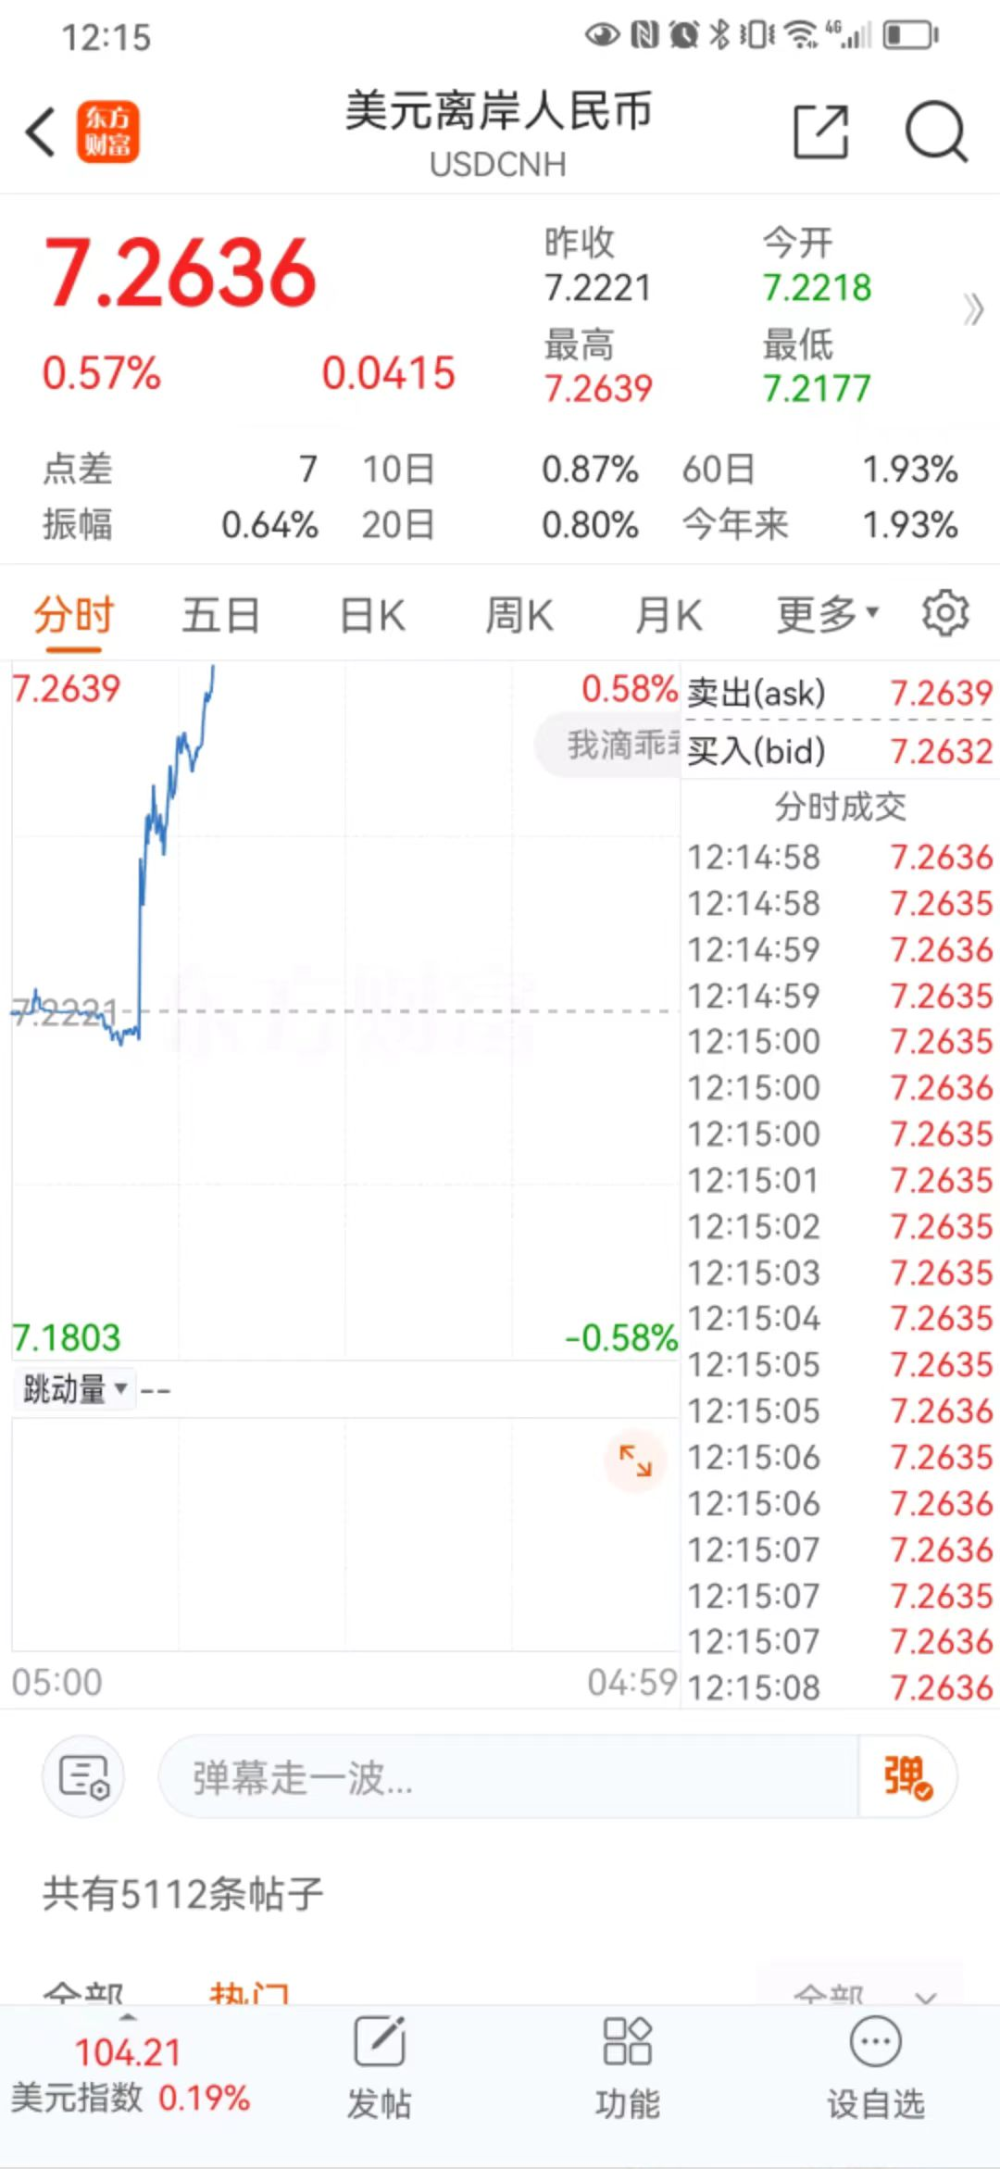 12:15
4G
东方
财富
美元离岸人民币
USDCNH
7.2636
0.57% 0.0415
昨收 今开
7.2221 7.2218
最高 最低
7.2639 7.2177
点差 7 10日 0.87% 60日 1.93%
振幅 0.64% 20日 0.80% 今年来 1.93%
分时 五日 日K 周K 月K 更多
7.2639 0.58%
我滴乖
7.2221
东方财富
7.1803 -0.58%
卖出(ask) 7.2639
买入(bid) 7.2632
分时成交
12:14:58 7.2636
12:14:58 7.2635
12:14:59 7.2636
12:14:59 7.2635
12:15:00 7.2635
12:15:00 7.2636
12:15:00 7.2635
12:15:01 7.2635
12:15:02 7.2635
12:15:03 7.2635
12:15:04 7.2635
12:15:05 7.2635
12:15:05 7.2636
12:15:06 7.2635
12:15:06 7.2636
12:15:07 7.2636
12:15:07 7.2635
12:15:07 7.2636
12:15:08 7.2636
跳动量 --
05:00 04:59
弹幕走一波...
弹
共有5112条帖子
全部 热门 全部
104.21
美元指数 0.19%
发帖
功能
设自选